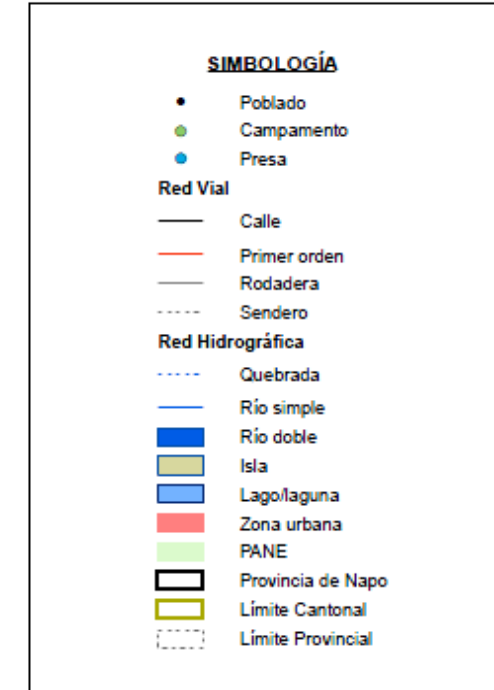 SIMBOLOGÍA
Poblado
Campamento
Presa
Red Vial
Calle
Primer orden
Rodadera
Sendero
Red Hidrográfica
Quebrada
Río simple
Río doble
Isla
Lago/laguna
Zona urbana
PANE
Provincia de Napo
Límite Cantonal
Límite Provincial